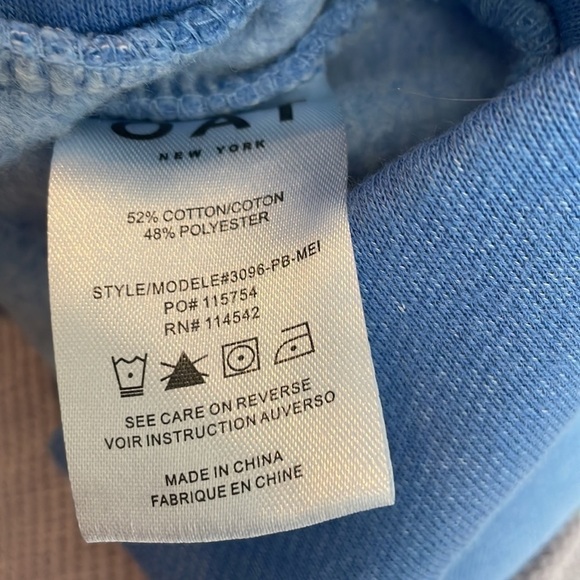 OAT
NEW YORK
52% COTTON/COTON
48% POLYESTER
STYLE/MODELE#3096-PB-MEI
PO# 115754
RN# 114542
SEE CARE ON REVERSE
VOIR INSTRUCTION AUVERSO
MADE IN CHINA
FABRIQUE EN CHINE